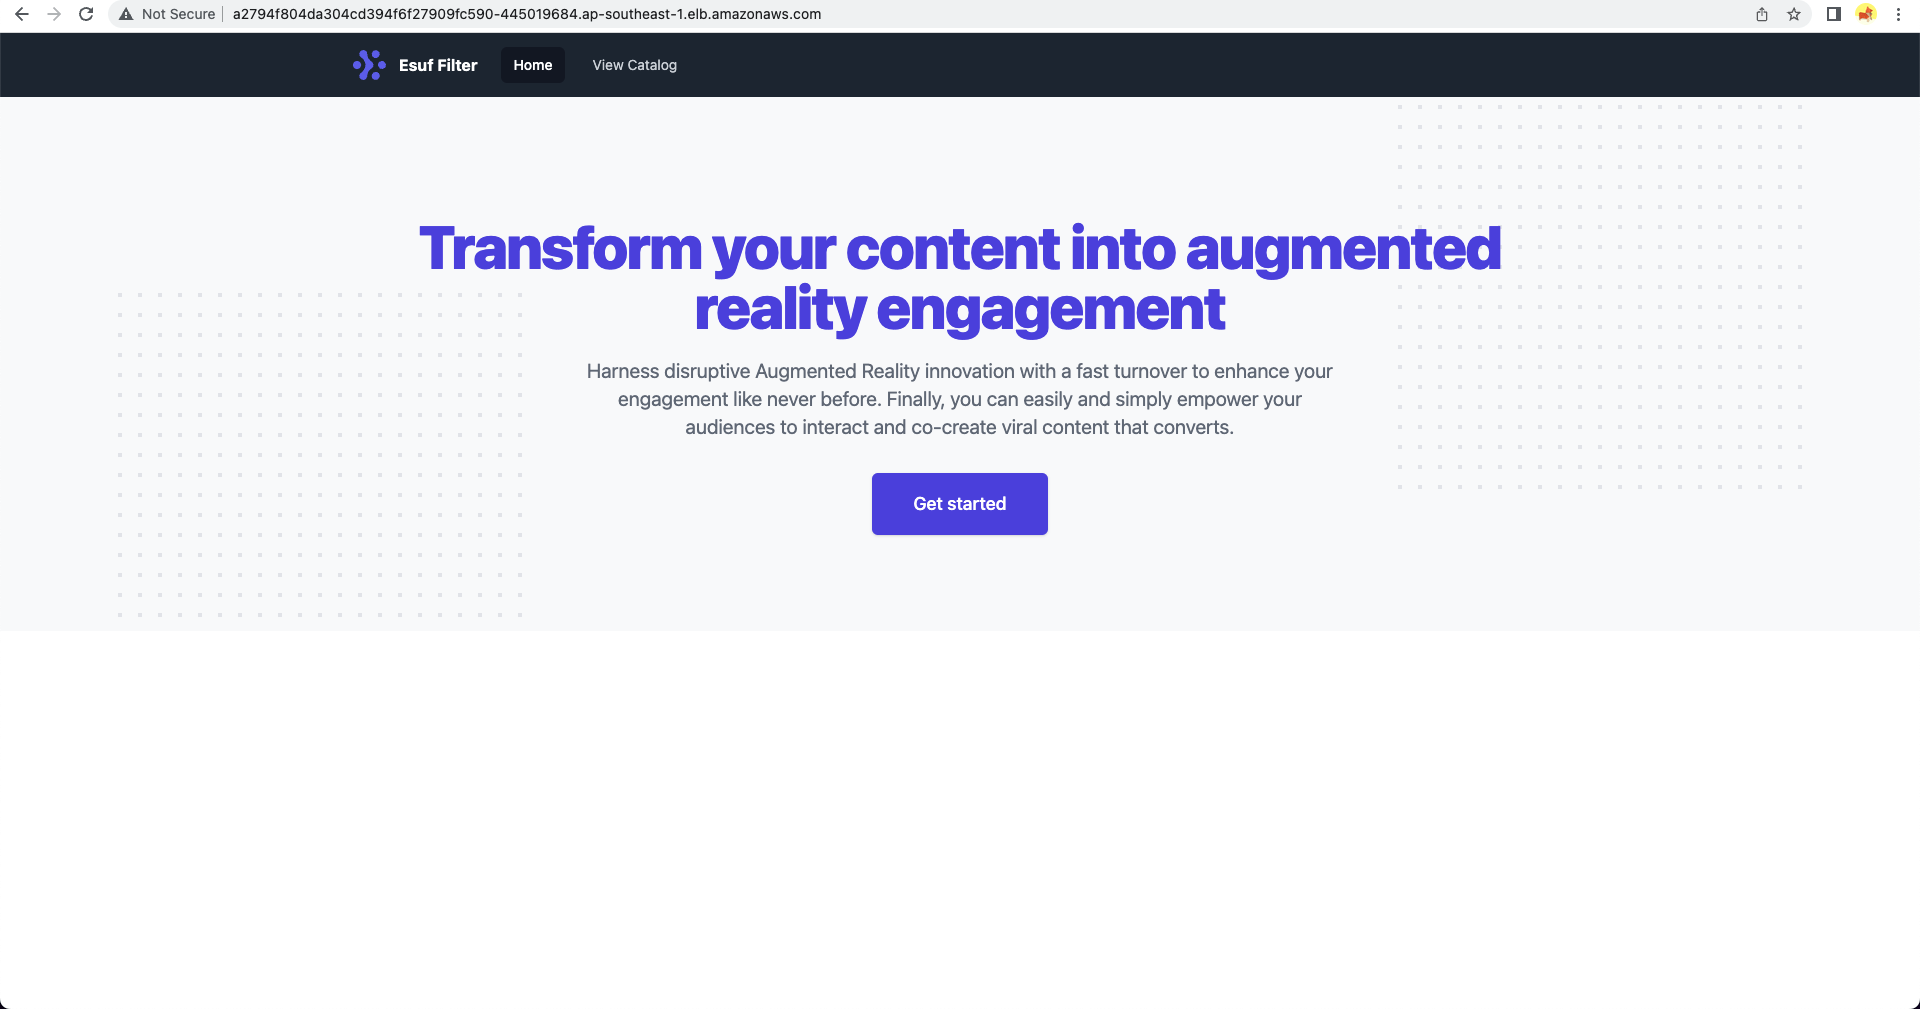 Not Secure
a2794f804da304cd394f6f27909fc590-445019684.ap-southeast-1.elb.amazonaws.com
Esuf Filter
Home
View Catalog
Transform your content into augmented
reality engagement
Harness disruptive Augmented Reality innovation with a fast turnover to enhance your
engagement like never before. Finally, you can easily and simply empower your
audiences to interact and co-create viral content that converts.
Get started